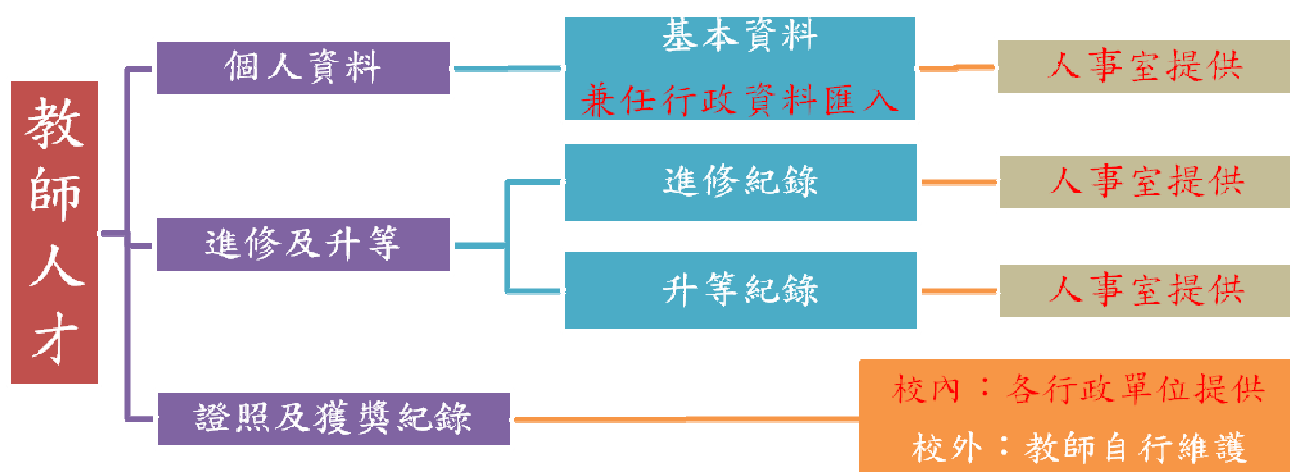 教師人才
個人資料
基本資料
兼任行政資料匯入
人事室提供
進修及升等
進修紀錄
人事室提供
升等紀錄
人事室提供
證照及獲獎紀錄
校內：各行政單位提供
校外：教師自行維護